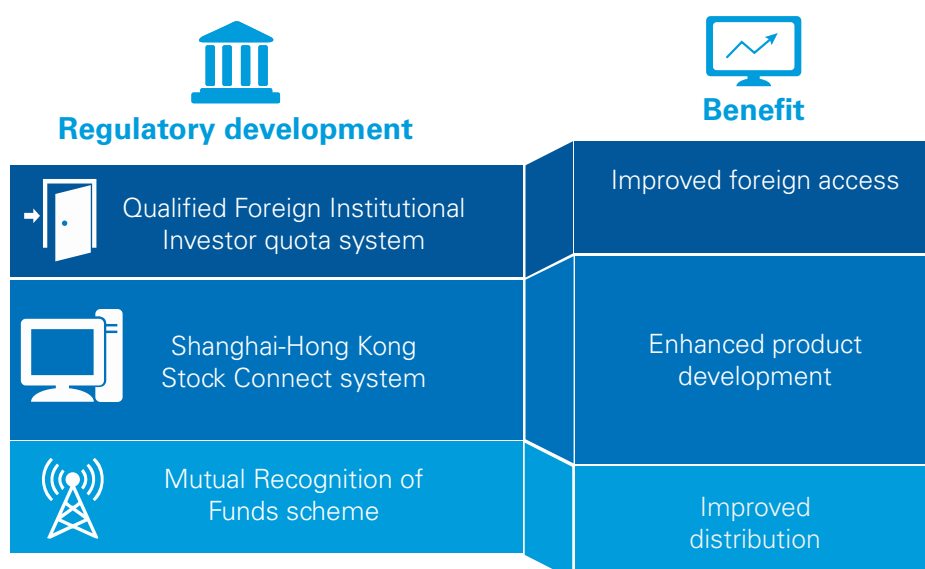 Regulatory development
Benefit
Qualified Foreign Institutional
Investor quota system
Improved foreign access
Shanghai-Hong Kong
Stock Connect system
Enhanced product
development
Mutual Recognition of
Funds scheme
Improved
distribution